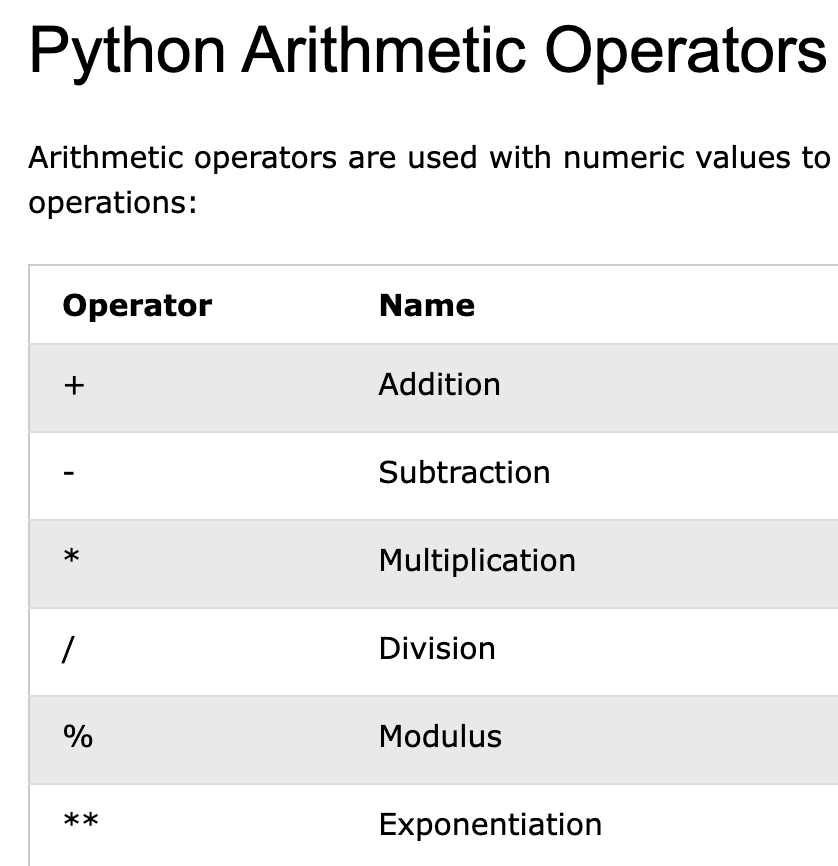 Python Arithmetic Operators
Arithmetic operators are used with numeric values to
operations:
Operator Name
+ Addition
- Subtraction
* Multiplication
/ Division
% Modulus
** Exponentiation